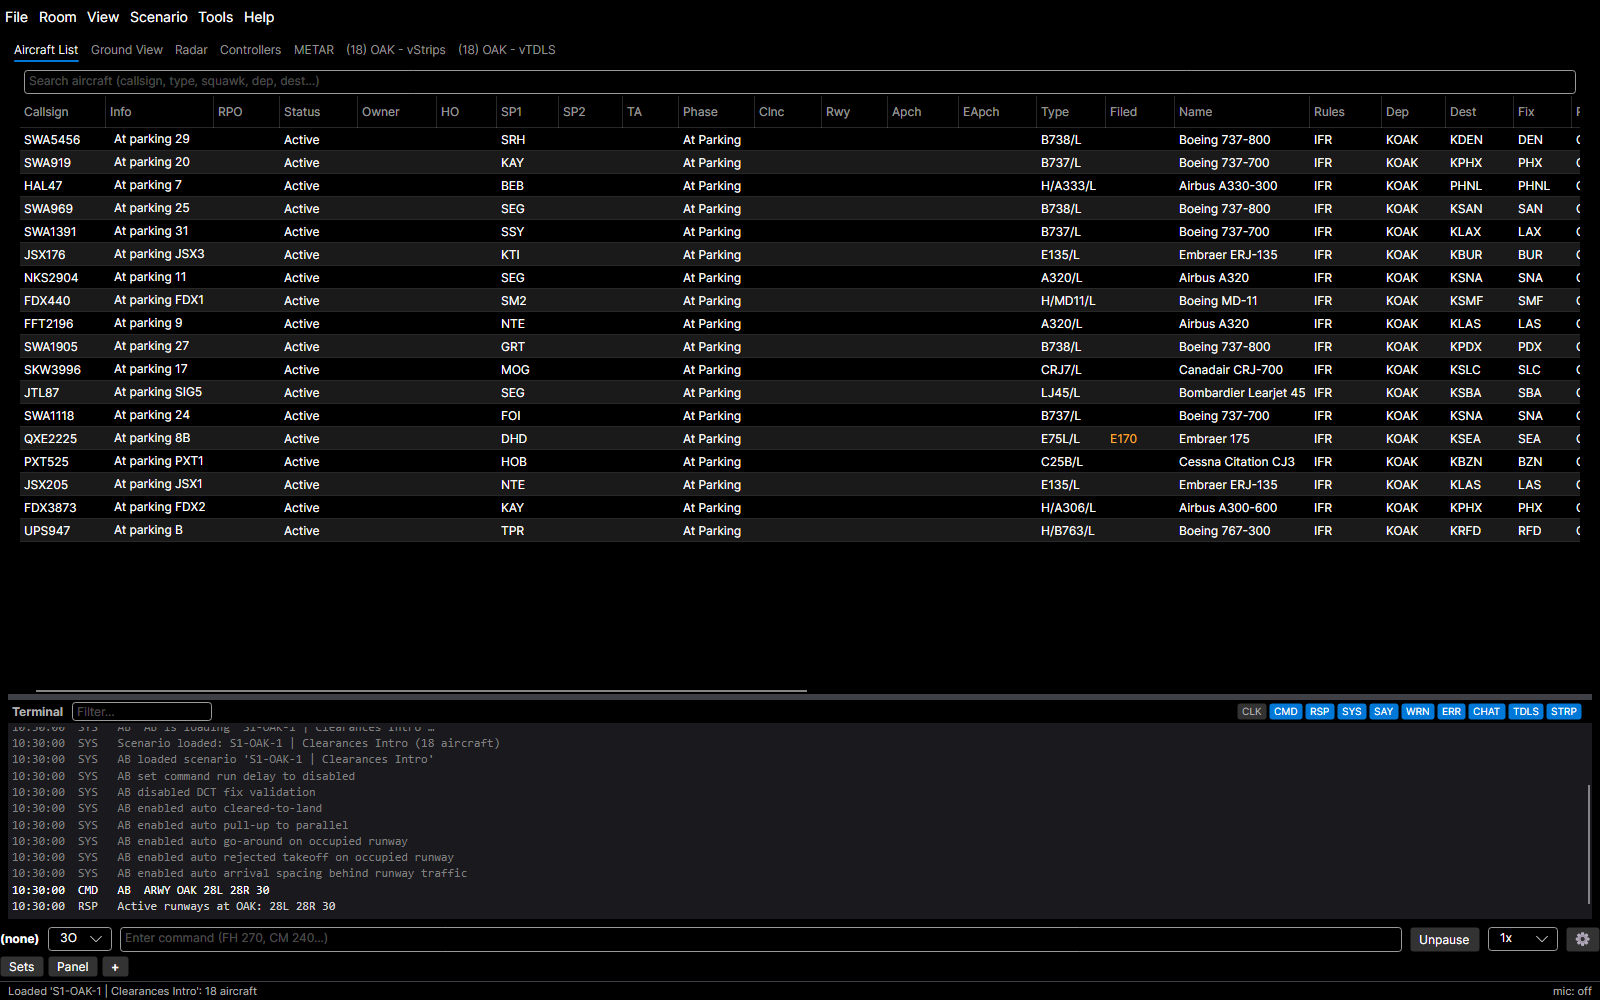 File Room View Scenario Tools Help
Aircraft List Ground View Radar Controllers METAR (18) OAK - vStrips (18) OAK - vTDLS
Search aircraft (callsign, type, squawk, dep, dest...)
Callsign Info RPO Status Owner HO SP1 SP2 TA Phase Clnc Rwy Apch EApch Type Filed Name Rules Dep Dest Fix
SWA5456 At parking 29 Active SRH At Parking B738/L Boeing 737-800 IFR KOAK KDEN DEN
SWA919 At parking 20 Active KAY At Parking B737/L Boeing 737-700 IFR KOAK KPHX PHX
HAL47 At parking 7 Active BEB At Parking H/A333/L Airbus A330-300 IFR KOAK PHNL PHNL
SWA969 At parking 25 Active SEG At Parking B738/L Boeing 737-800 IFR KOAK KSAN SAN
SWA1391 At parking 31 Active SSY At Parking B737/L Boeing 737-700 IFR KOAK KLAX LAX
JSX176 At parking JSX3 Active KTI At Parking E135/L Embraer ERJ-135 IFR KOAK KBUR BUR
NKS2904 At parking 11 Active SEG At Parking A320/L Airbus A320 IFR KOAK KSNA SNA
FDX440 At parking FDX1 Active SM2 At Parking H/MD11/L Boeing MD-11 IFR KOAK KSMF SMF
FFT2196 At parking 9 Active NTE At Parking A320/L Airbus A320 IFR KOAK KLAS LAS
SWA1905 At parking 27 Active GRT At Parking B738/L Boeing 737-800 IFR KOAK KPDX PDX
SKW3996 At parking 17 Active MOG At Parking CRJ7/L Canadair CRJ-700 IFR KOAK KSLC SLC
JTL87 At parking SIG5 Active SEG At Parking LJ45/L Bombardier Learjet 45 IFR KOAK KSBA SBA
SWA1118 At parking 24 Active FOI At Parking B737/L Boeing 737-700 IFR KOAK KSNA SNA
QXE2225 At parking 8B Active DHD At Parking E75L/L E170 Embraer 175 IFR KOAK KSEA SEA
PXT525 At parking PXT1 Active HOB At Parking C25B/L Cessna Citation CJ3 IFR KOAK KBZN BZN
JSX205 At parking JSX1 Active NTE At Parking E135/L Embraer ERJ-135 IFR KOAK KLAS LAS
FDX3873 At parking FDX2 Active KAY At Parking H/A306/L Airbus A300-600 IFR KOAK KPHX PHX
UPS947 At parking B Active TPR At Parking H/B763/L Boeing 767-300 IFR KOAK KRFD RFD
Terminal Filter... CLK CMD RSP SYS SAY WRN ERR CHAT TDLS STRP
10:30:00 SYS AB AB is loading 'S1-OAK-1 | Clearances Intro'…
10:30:00 SYS Scenario loaded: S1-OAK-1 | Clearances Intro (18 aircraft)
10:30:00 SYS AB loaded scenario 'S1-OAK-1 | Clearances Intro'
10:30:00 SYS AB set command run delay to disabled
10:30:00 SYS AB disabled DCT fix validation
10:30:00 SYS AB enabled auto cleared-to-land
10:30:00 SYS AB enabled auto pull-up to parallel
10:30:00 SYS AB enabled auto go-around on occupied runway
10:30:00 SYS AB enabled auto rejected takeoff on occupied runway
10:30:00 SYS AB enabled auto arrival spacing behind runway traffic
10:30:00 CMD AB ARWY OAK 28L 28R 30
10:30:00 RSP Active runways at OAK: 28L 28R 30
(none) 3O Enter command (FH 270, CM 240...) Unpause 1x
Sets Panel +
Loaded 'S1-OAK-1 | Clearances Intro': 18 aircraft mic: off